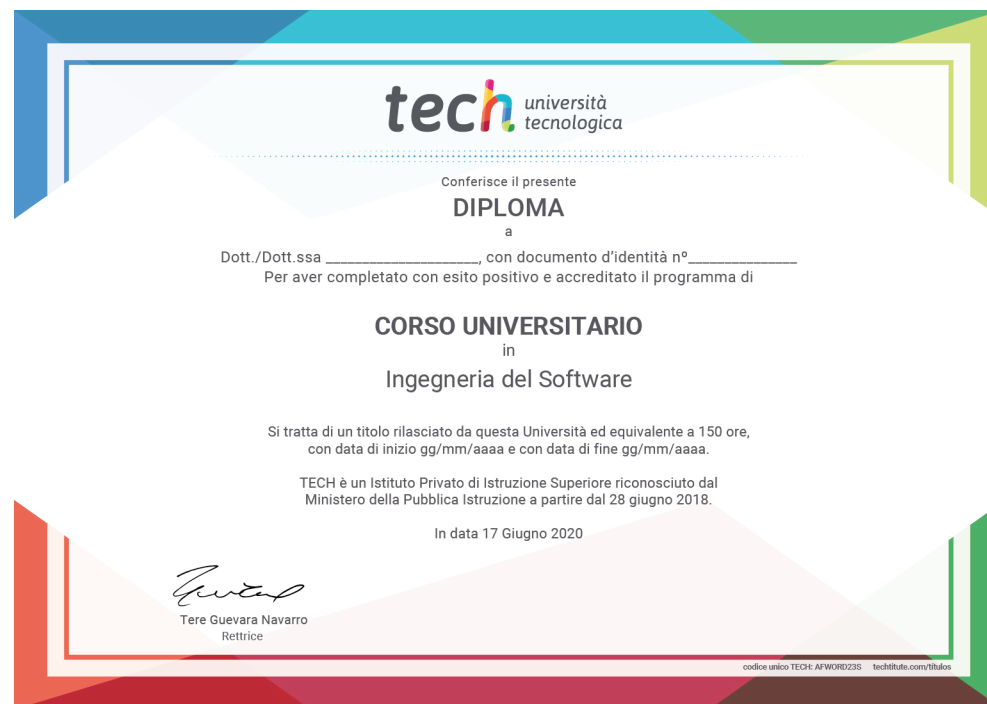 tech università
tecnologica
Conferisce il presente
DIPLOMA
a
Dott./Dott.ssa ____________________, con documento d'identità nº______________
Per aver completato con esito positivo e accreditato il programma di
CORSO UNIVERSITARIO
in
Ingegneria del Software
Si tratta di un titolo rilasciato da questa Università ed equivalente a 150 ore,
con data di inizio gg/mm/aaaa e con data di fine gg/mm/aaaa.
TECH è un Istituto Privato di Istruzione Superiore riconosciuto dal
Ministero della Pubblica Istruzione a partire dal 28 giugno 2018.
In data 17 Giugno 2020
Tere Guevara Navarro
Rettrice
codice unico TECH: AFWORD23S techtitute.com/títulos